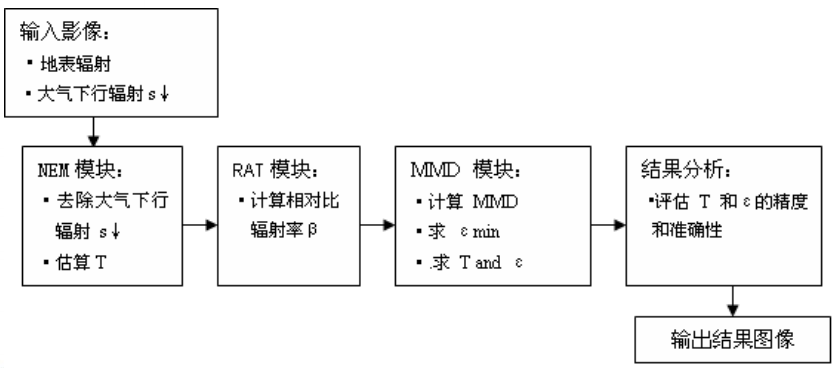 输入影像:
▪ 地表辐射
▪ 大气下行辐射 s↓
NEM 模块:
▪ 去除大气下行
辐射 s↓
▪ 估算 T
RAT 模块:
▪ 计算相对比
辐射率 β
MMD 模块:
▪ 计算 MMD
▪ 求 εmin
▪ .求 T and ε
结果分析:
▪评估 T 和 ε的精度
和准确性
输出结果图像